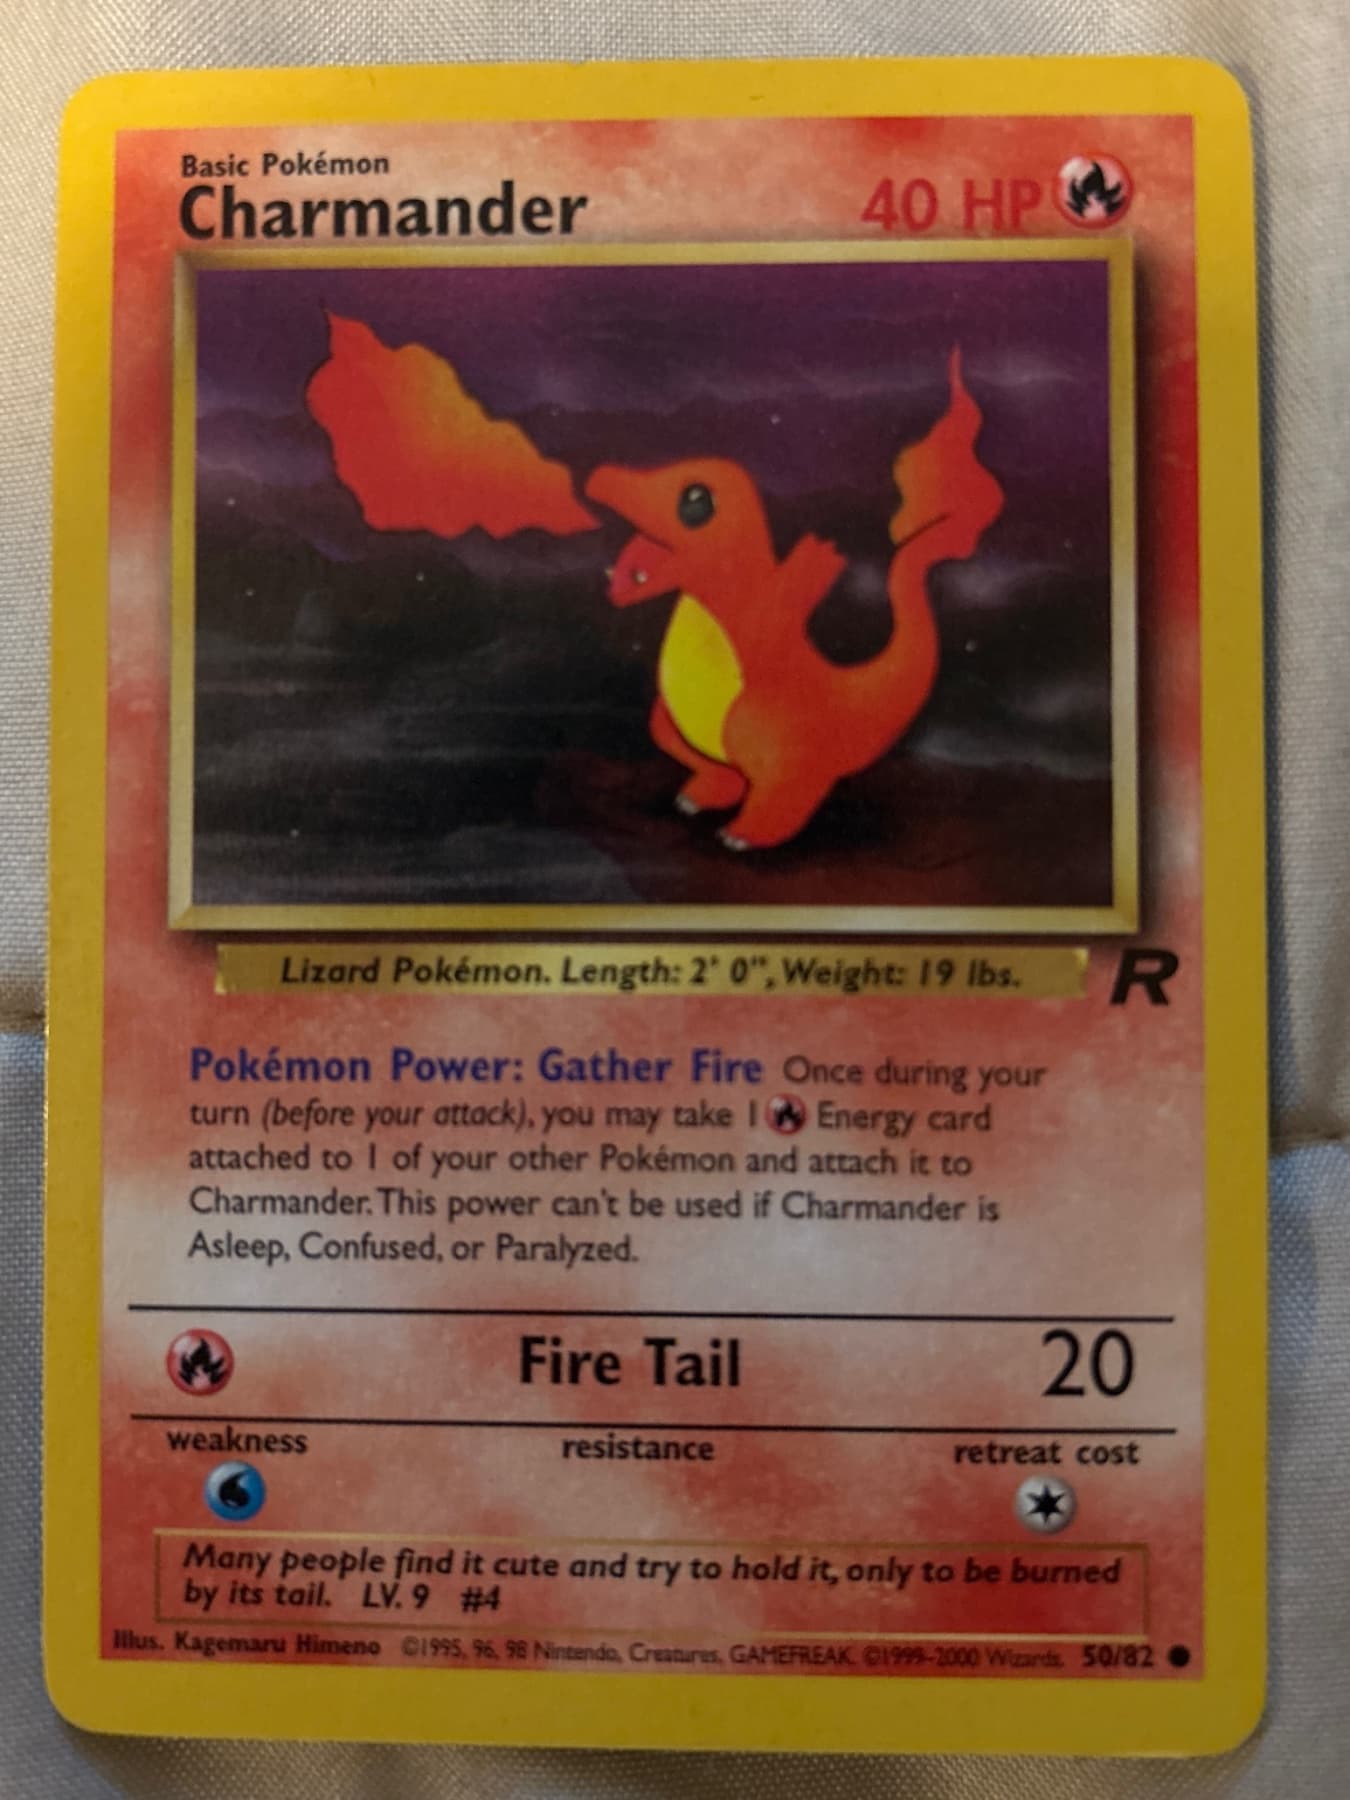 Basic Pokémon
Charmander 40 HP
Lizard Pokémon. Length: 2' 0", Weight: 19 lbs.
R
Pokémon Power: Gather Fire Once during your
turn (before your attack), you may take 1 Energy card
attached to 1 of your other Pokémon and attach it to
Charmander. This power can't be used if Charmander is
Asleep, Confused, or Paralyzed.
Fire Tail 20
weakness resistance retreat cost
Many people find it cute and try to hold it, only to be burned
by its tail. LV. 9 #4
Illus. Kagemaru Himeno ©1995, 96, 98 Nintendo, Creatures, GAMEFREAK. ©1999-2000 Wizards. 50/82